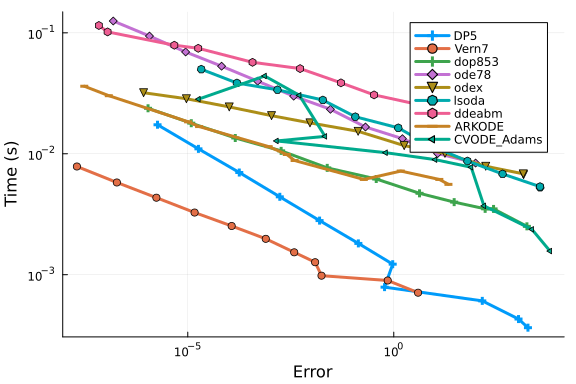 10⁻¹
10⁻²
10⁻³
Time (s)
10⁻⁵
10⁰
Error
DP5
Vern7
dop853
ode78
odex
lsoda
ddeabm
ARKODE
CVODE_Adams